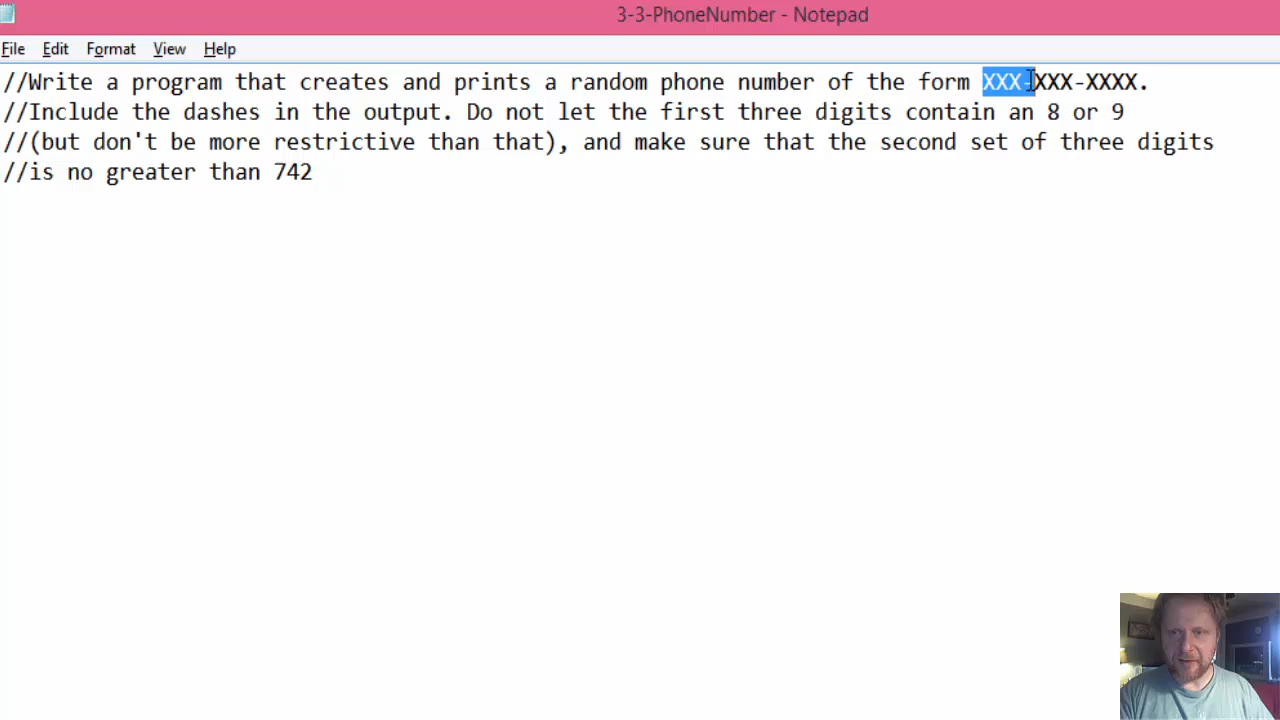 3-3-PhoneNumber - Notepad
File Edit Format View Help
//Write a program that creates and prints a random phone number of the form XXX-XXX-XXXX.
//Include the dashes in the output. Do not let the first three digits contain an 8 or 9
//(but don't be more restrictive than that), and make sure that the second set of three digits
//is no greater than 742